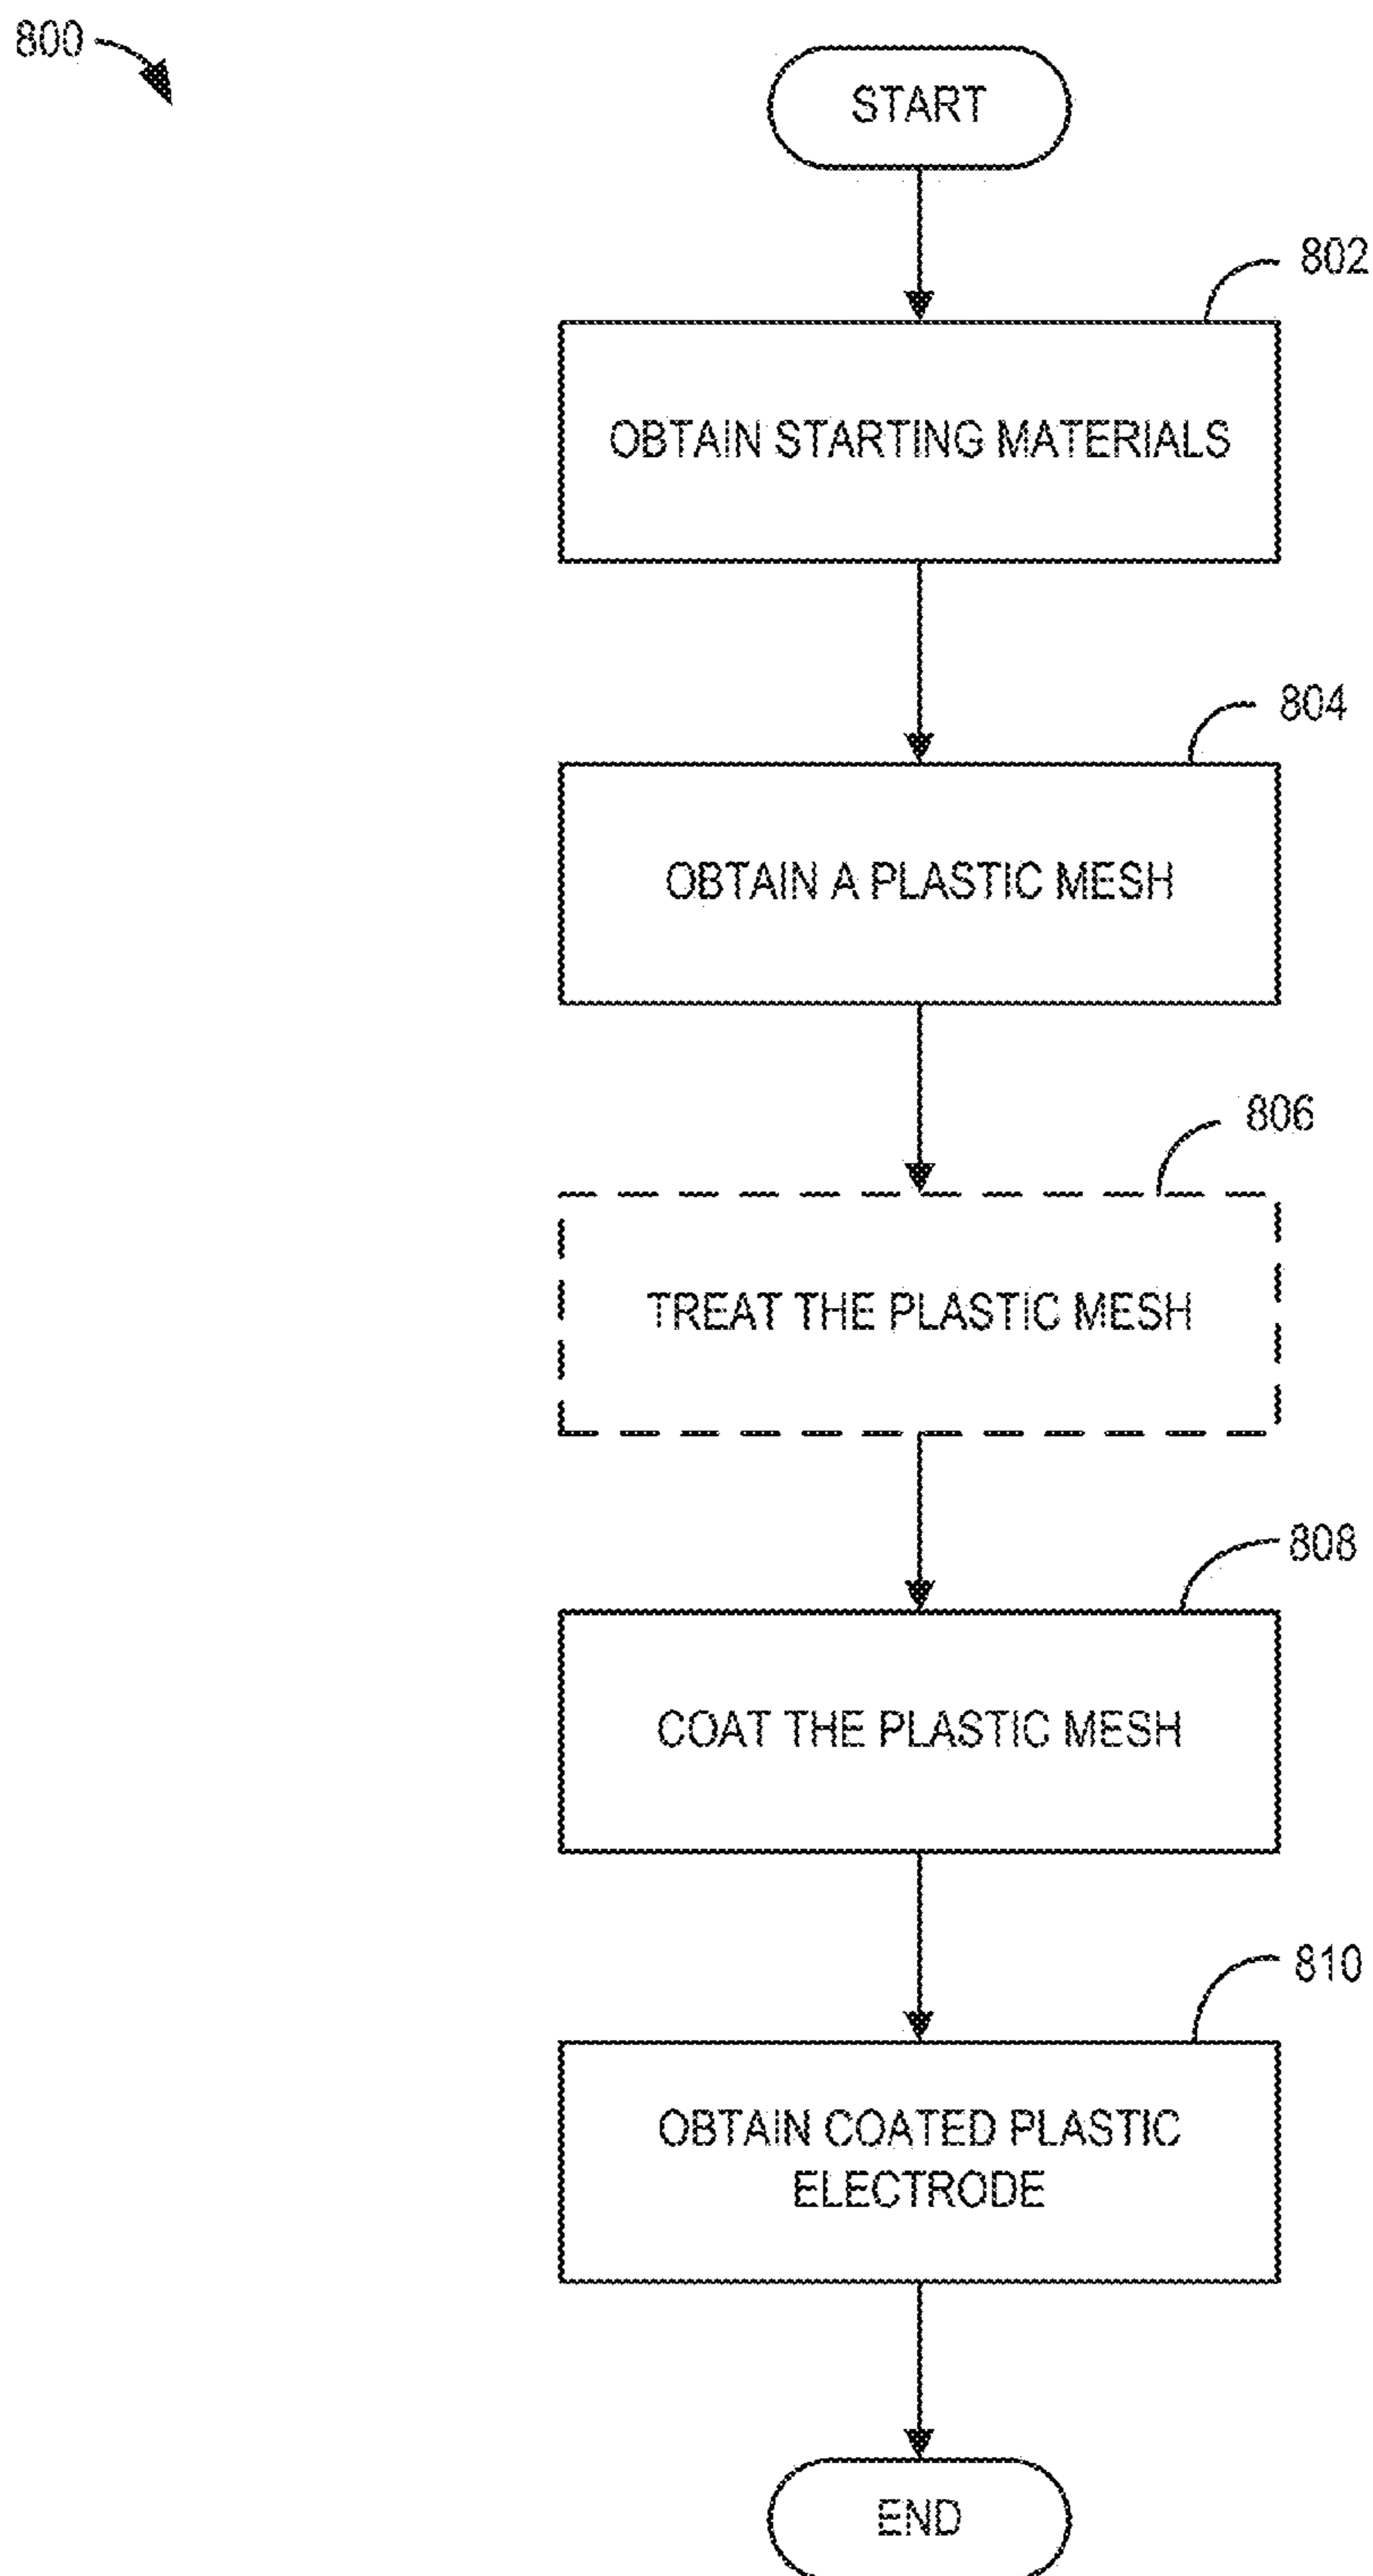 800
START
802
OBTAIN STARTING MATERIALS
804
OBTAIN A PLASTIC MESH
806
TREAT THE PLASTIC MESH
808
COAT THE PLASTIC MESH
810
OBTAIN COATED PLASTIC
ELECTRODE
END